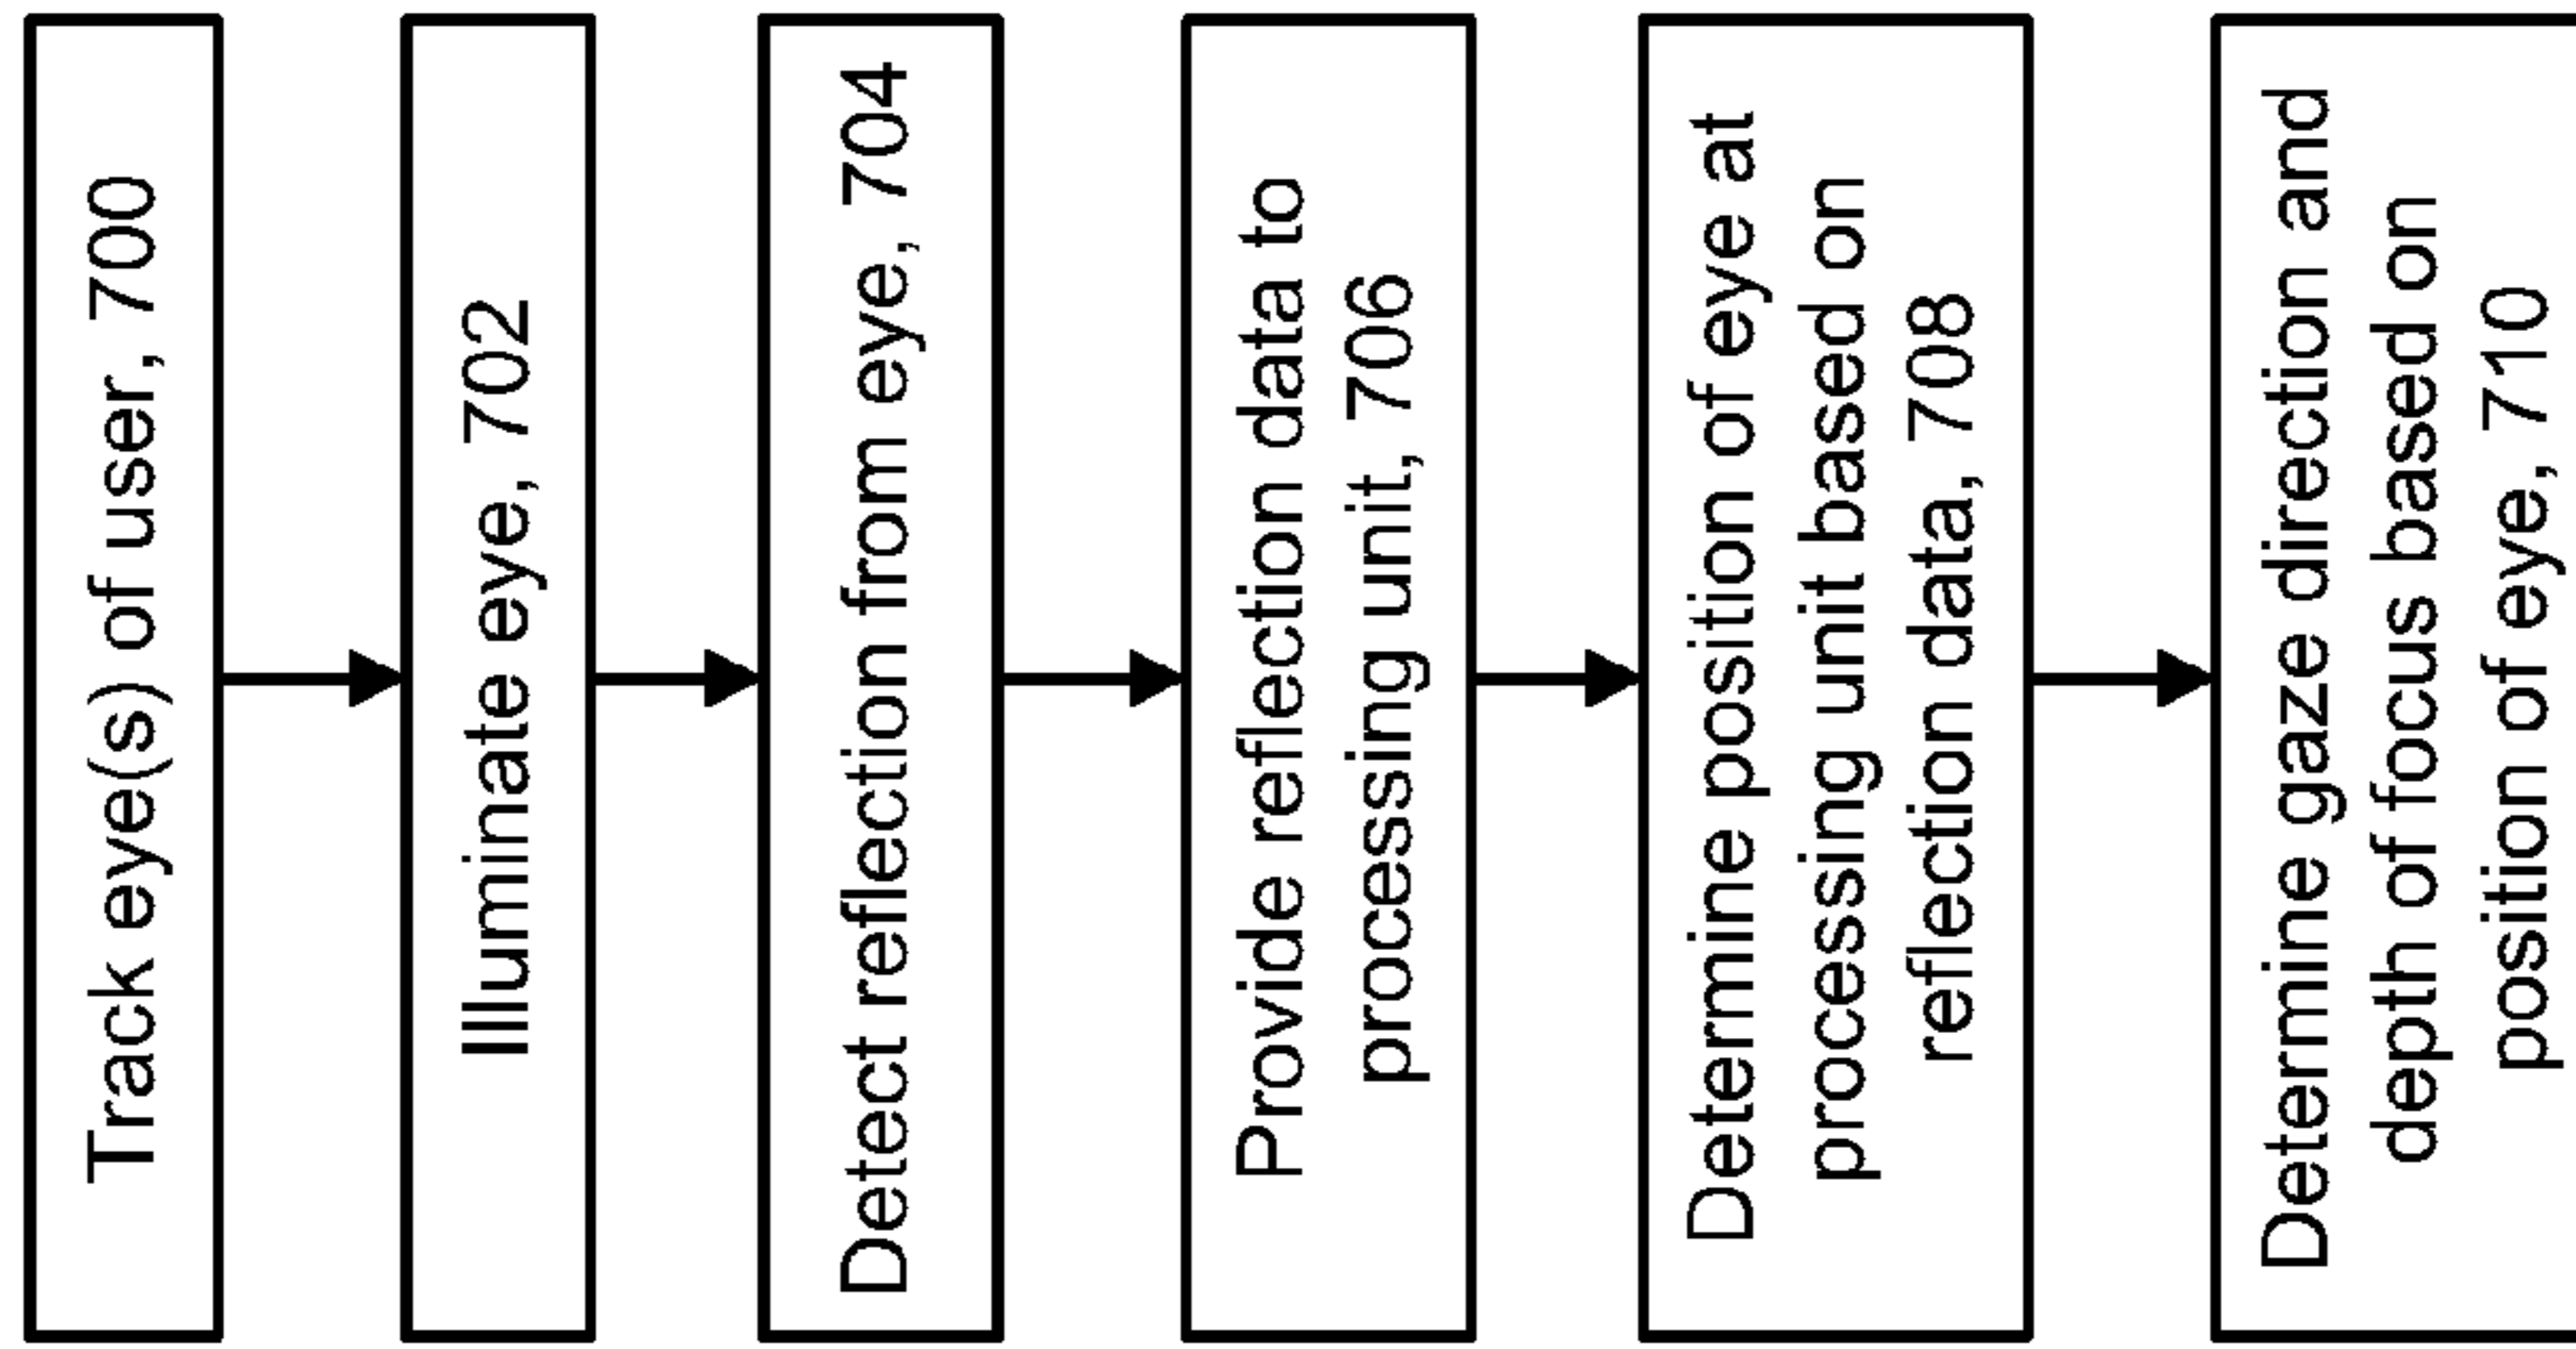 Track eye(s) of user, 700
Illuminate eye, 702
Detect reflection from eye, 704
Provide reflection data to
processing unit, 706
Determine position of eye at
processing unit based on
reflection data, 708
Determine gaze direction and
depth of focus based on
position of eye, 710